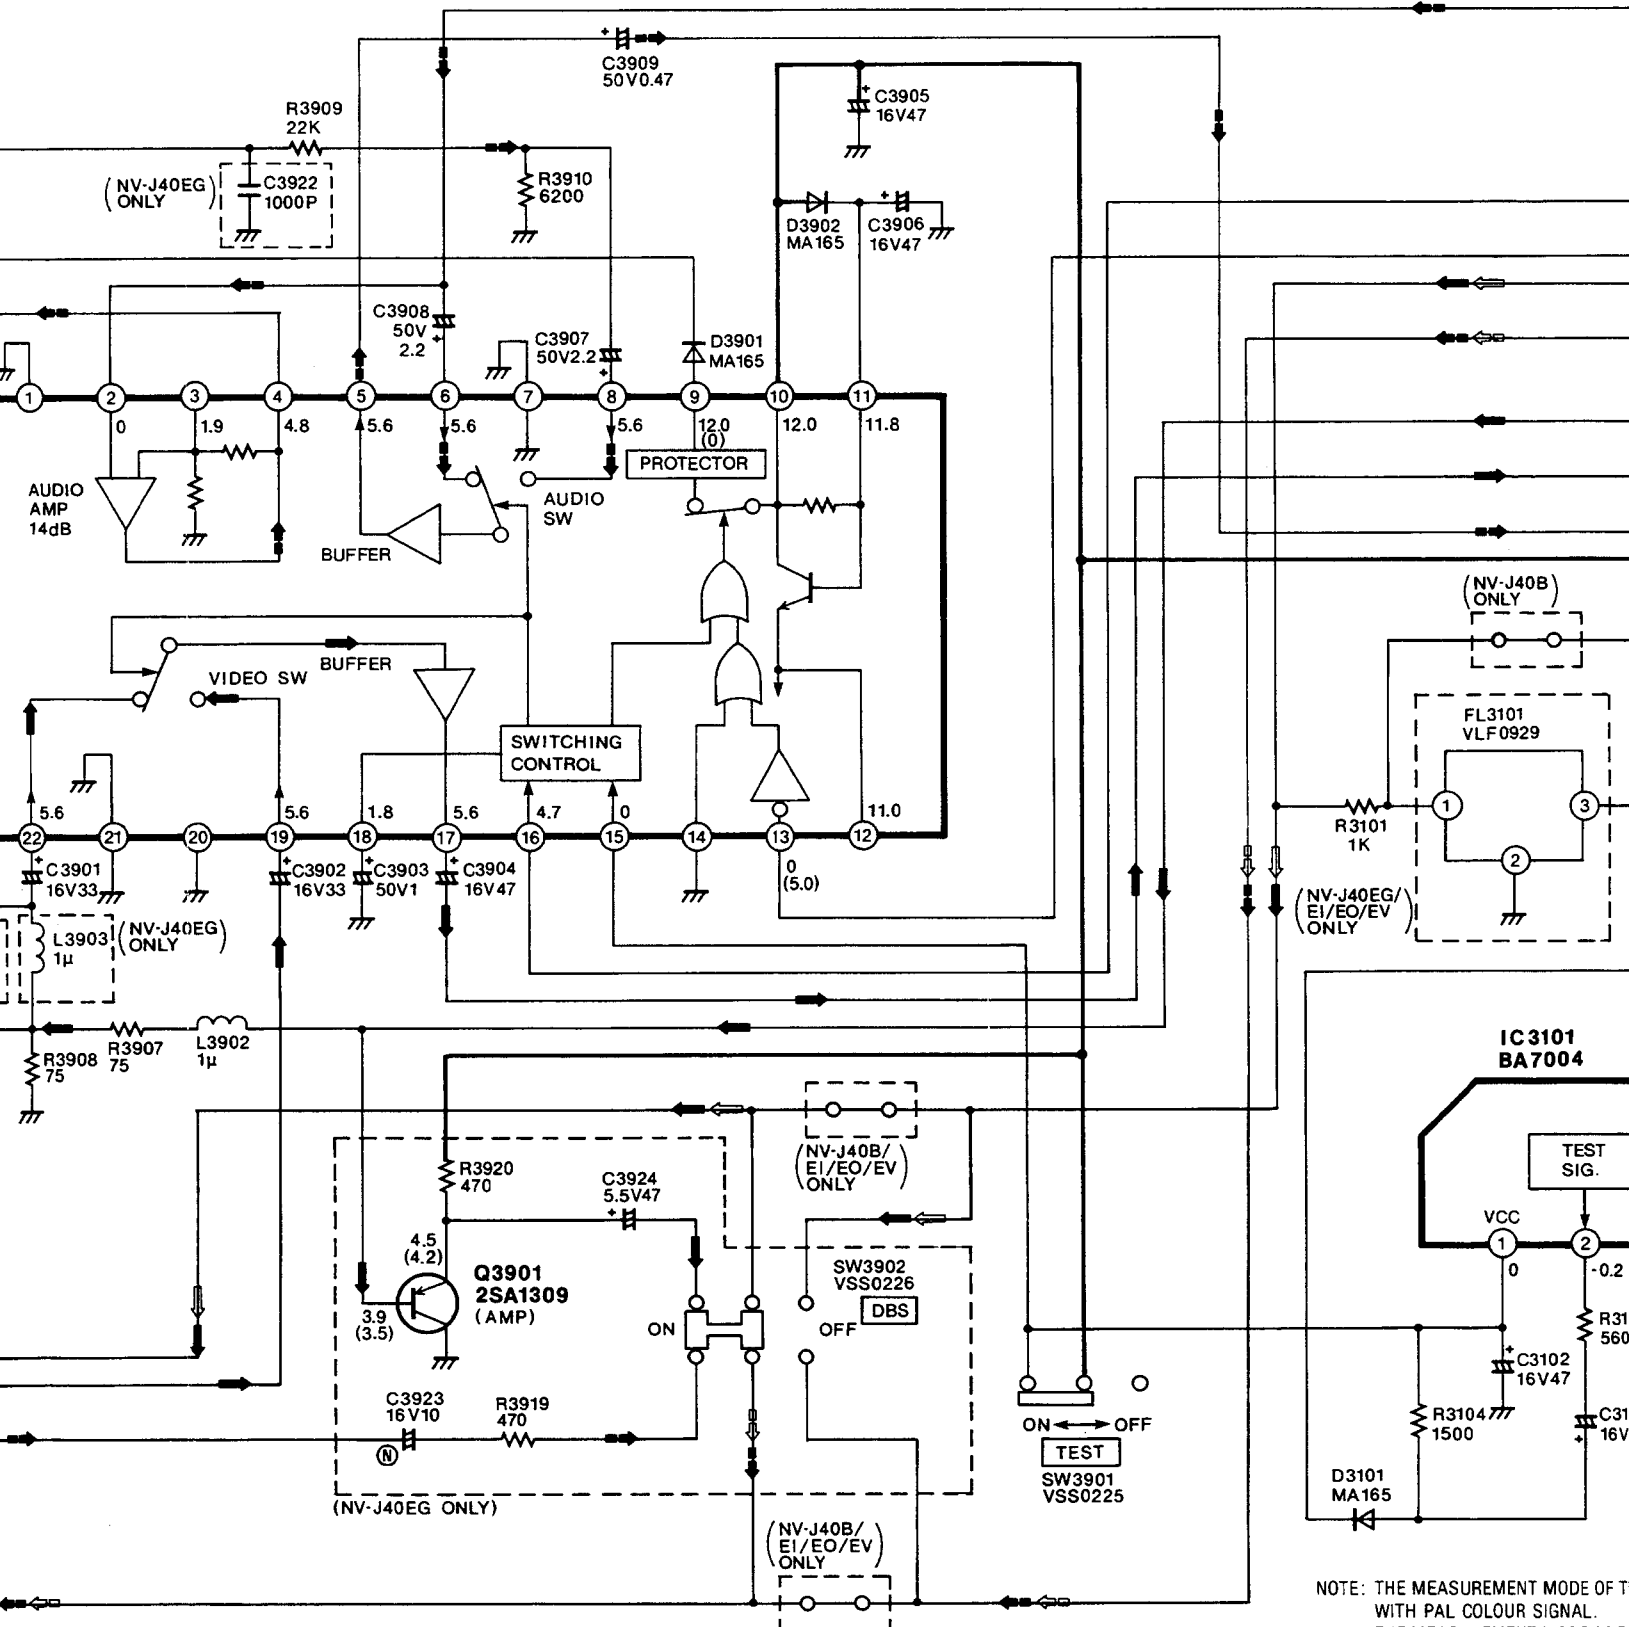 C3909
50V0.47
R3909
22K
C3905
16V47
(NV-J40EG)
ONLY
C3922
1000P
R3910
6200
D3902
MA165
C3906
16V47
C3908
50V
2.2
C3907
50V2.2
D3901
MA165
1 2 3 4 5 6 7 8 9 10 11
0 1.9 4.8 5.6 5.6 5.6 12.0 12.0 11.8
(0)
PROTECTOR
AUDIO
AMP
14dB
AUDIO
SW
BUFFER
(NV-J40B)
ONLY
BUFFER
VIDEO SW
FL3101
VLF0929
SWITCHING
CONTROL
5.6 5.6 1.8 5.6 4.7 0 11.0
1 3
2
R3101
1K
22 21 20 19 18 17 16 15 14 13 12
0
(5.0)
C3901
16V33
C3902
16V33
C3903
50V1
C3904
16V47
(NV-J40EG/
EI/EO/EV)
ONLY
L3903
1μ
(NV-J40EG)
ONLY
R3908
75
R3907
75
L3902
1μ
IC3101
BA7004
TEST
SIG.
(NV-J40B/
EI/EO/EV)
ONLY
R3920
470
C3924
5.5V47
VCC
1 2
0 -0.2
4.5
(4.2)
Q3901
2SA1309
(AMP)
3.9
(3.5)
SW3902
VSS0226
DBS
ON OFF
R31
560
C3102
16V47
C3923
16V10
N
R3919
470
R3104
1500
C31
16V
ON OFF
TEST
SW3901
VSS0225
D3101
MA165
(NV-J40EG ONLY)
(NV-J40B/
EI/EO/EV)
ONLY
NOTE: THE MEASUREMENT MODE OF T
WITH PAL COLOUR SIGNAL.